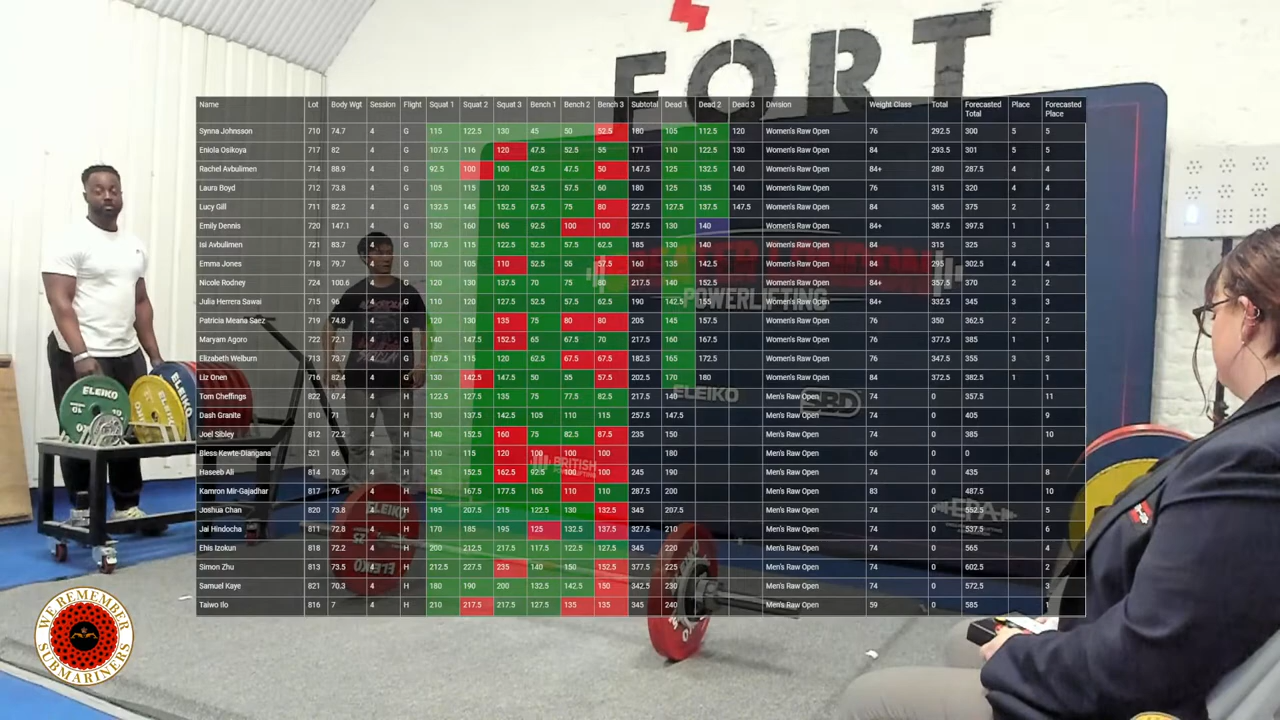 FORT
Name Lot Body Wgt Session Flight Squat 1 Squat 2 Squat 3 Bench 1 Bench 2 Bench 3 Subtotal Dead 1 Dead 2 Dead 3 Division Weight Class Total Forecasted Total Place Forecasted Place
Synna Johnsson 710 74.7 4 G 115 122.5 130 45 50 52.5 180 105 112.5 120 Women's Raw Open 76 292.5 300 5 5
Eniola Osikoya 717 82 4 G 107.5 116 120 47.5 52.5 55 171 110 122.5 130 Women's Raw Open 84 293.5 301 5 5
Rachel Avbulimen 714 88.9 4 G 92.5 100 100 42.5 47.5 50 147.5 125 132.5 140 Women's Raw Open 84+ 280 287.5 4 4
Laura Boyd 712 73.8 4 G 105 115 120 52.5 57.5 60 180 125 135 140 Women's Raw Open 76 315 320 4 4
Lucy Gill 711 82.2 4 G 132.5 145 152.5 67.5 75 80 227.5 127.5 137.5 147.5 Women's Raw Open 84 365 375 2 2
Emily Dennis 720 147.1 4 G 150 160 165 92.5 100 100 257.5 130 140 Women's Raw Open 84+ 387.5 397.5 1 1
Isi Avbulimen 721 83.7 4 G 107.5 115 122.5 52.5 57.5 62.5 185 130 140 Women's Raw Open 84 315 325 3 3
Emma Jones 718 79.7 4 G 100 105 110 52.5 55 57.5 160 135 142.5 Women's Raw Open 84 295 302.5 4 4
Nicole Rodney 724 100.6 4 G 120 130 137.5 70 75 80 217.5 140 152.5 Women's Raw Open 84+ 357.5 370 2 2
Julia Herrera Sawai 715 96 4 G 110 120 127.5 52.5 57.5 62.5 190 142.5 155 Women's Raw Open 84+ 332.5 345 3 3
Patricia Meana Saez 719 74.8 4 G 120 130 135 75 80 80 205 145 157.5 Women's Raw Open 76 350 362.5 2 2
Maryam Agoro 722 72.1 4 G 140 147.5 152.5 65 67.5 70 217.5 160 167.5 Women's Raw Open 76 377.5 385 1 1
Elizabeth Welburn 713 73.7 4 G 107.5 115 120 62.5 67.5 67.5 182.5 165 172.5 Women's Raw Open 76 347.5 355 3 3
Liz Onen 716 82.4 4 G 130 142.5 147.5 50 55 57.5 202.5 170 180 Women's Raw Open 84 372.5 382.5 1 1
Tom Cheffings 822 67.4 4 H 122.5 127.5 135 75 77.5 82.5 217.5 140 Men's Raw Open 74 0 357.5 11
Dash Granite 810 71 4 H 130 137.5 142.5 105 110 115 257.5 147.5 Men's Raw Open 74 0 405 9
Joel Sibley 812 72.2 4 H 140 152.5 160 75 82.5 87.5 235 150 Men's Raw Open 74 0 385 10
Bless Kewte-Diangana 521 66 4 H 110 115 120 100 100 100 180 Men's Raw Open 66 0 0
Haseeb Ali 814 70.5 4 H 145 152.5 162.5 92.5 100 100 245 190 Men's Raw Open 74 0 435 8
Kamron Mir-Gajadhar 817 76 4 H 155 167.5 177.5 105 110 110 287.5 200 Men's Raw Open 83 0 487.5 10
Joshua Chan 820 73.8 4 H 195 207.5 215 122.5 130 132.5 345 207.5 Men's Raw Open 74 0 552.5 5
Jai Hindocha 811 72.8 4 H 170 185 195 125 132.5 137.5 327.5 210 Men's Raw Open 74 0 537.5 6
Ehis Izokun 818 72.2 4 H 200 212.5 217.5 117.5 122.5 127.5 345 220 Men's Raw Open 74 0 565 4
Simon Zhu 813 73.5 4 H 212.5 227.5 235 140 150 152.5 377.5 225 Men's Raw Open 74 0 602.5 2
Samuel Kaye 821 70.3 4 H 180 190 200 132.5 142.5 150 342.5 230 Men's Raw Open 74 0 572.5 3
Taiwo Ilo 816 7 4 H 210 217.5 217.5 127.5 135 135 345 240 Men's Raw Open 59 0 585 1
POWERLIFTING
ELEIKO
SBD
BRITISH
EPA
ELEIKO
ELEIKO
25
WE REMEMBER SUBMARINERS